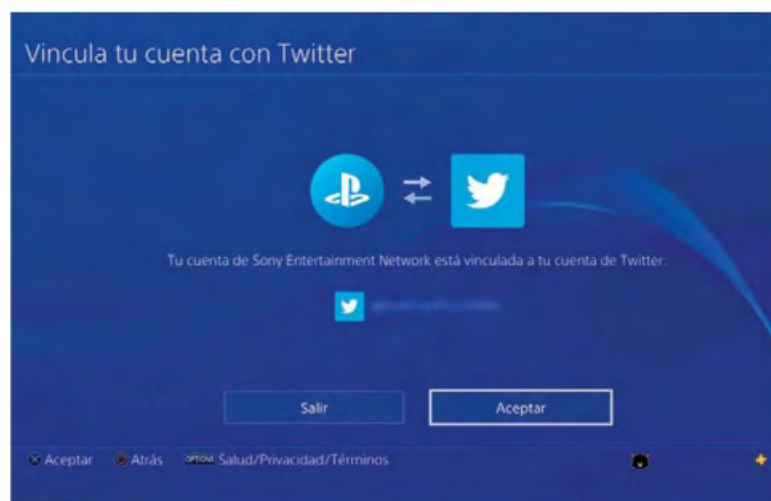 Vincula tu cuenta con Twitter
Tu cuenta de Sony Entertainment Network está vinculada a tu cuenta de Twitter:
Salir
Aceptar
Aceptar Atrás OPTIONS Salud/Privacidad/Términos